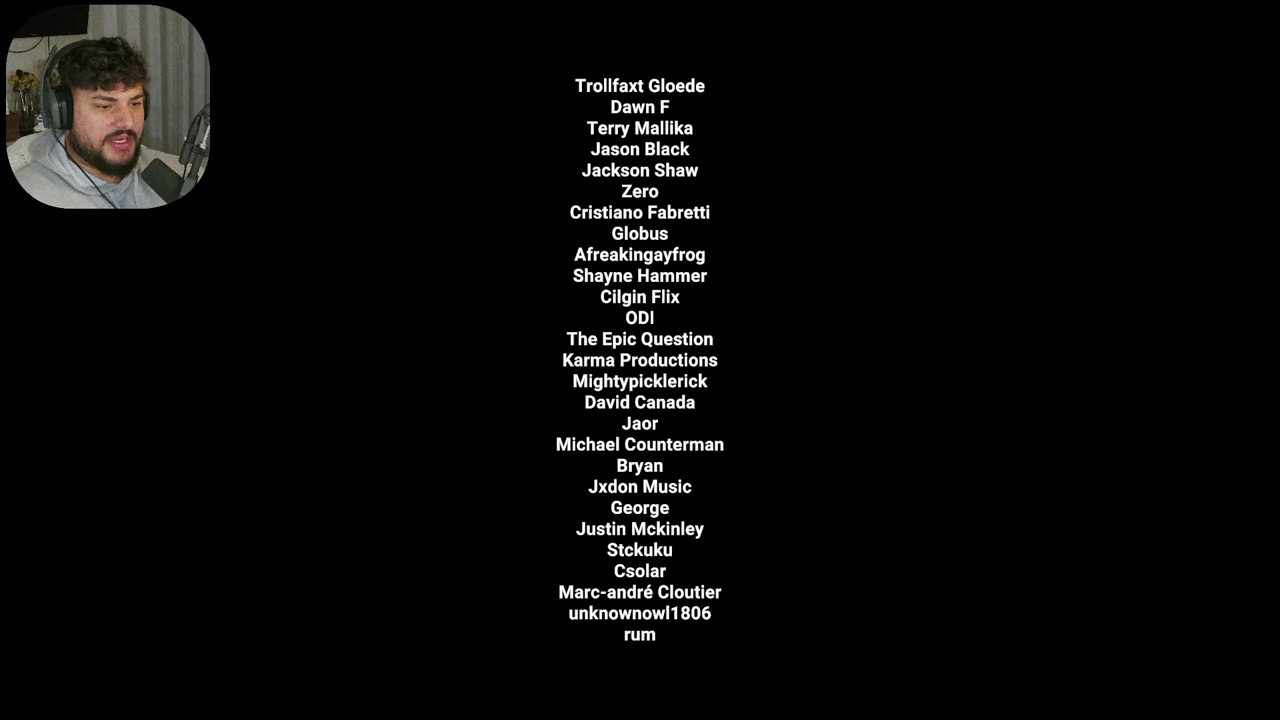 Trollfaxt Gloede
Dawn F
Terry Mallika
Jason Black
Jackson Shaw
Zero
Cristiano Fabretti
Globus
Afreakingayfrog
Shayne Hammer
Cilgin Flix
ODI
The Epic Question
Karma Productions
Mightypicklerick
David Canada
Jaor
Michael Counterman
Bryan
Jxdon Music
George
Justin Mckinley
Stckuku
Csolar
Marc-andré Cloutier
unknownowl1806
rum